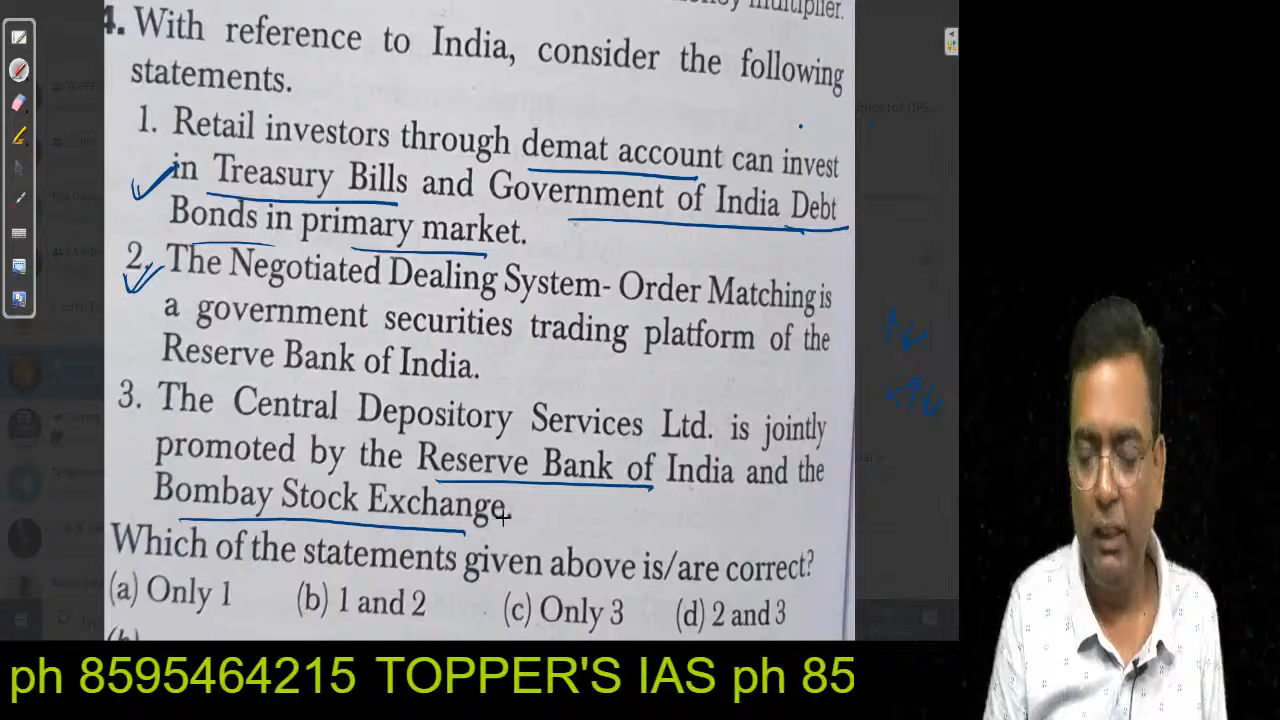 multiplier.
4. With reference to India, consider the following
statements.
1. Retail investors through demat account can invest
in Treasury Bills and Government of India Debt
Bonds in primary market.
2. The Negotiated Dealing System- Order Matching is
a government securities trading platform of the
Reserve Bank of India.
3. The Central Depository Services Ltd. is jointly
promoted by the Reserve Bank of India and the
Bombay Stock Exchange.
Which of the statements given above is/are correct?
(a) Only 1 (b) 1 and 2 (c) Only 3 (d) 2 and 3
ph 8595464215 TOPPER'S IAS ph 85